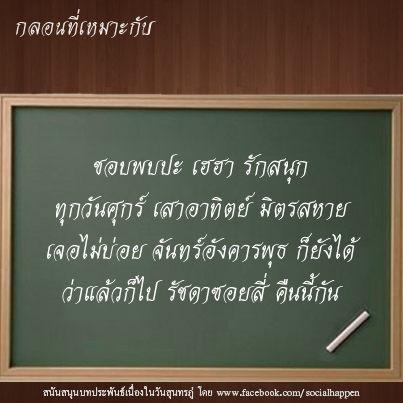 กลอนที่เหมาะกับ
ชอบพบปะ เฮฮา รักสนุก
ทุกวันศุกร์ เสาอาทิตย์ มิตรสหาย
เจอไม่บ่อย จันทร์อังคารพุธ ก็ยังได้
ว่าแล้วก็ไป รัชดาซอยสี่ คืนนี้กัน
สนันสนุนบทประพันธ์เนื่องในวันสุนทรภู่ โดย www.facebook.com/socialhappen